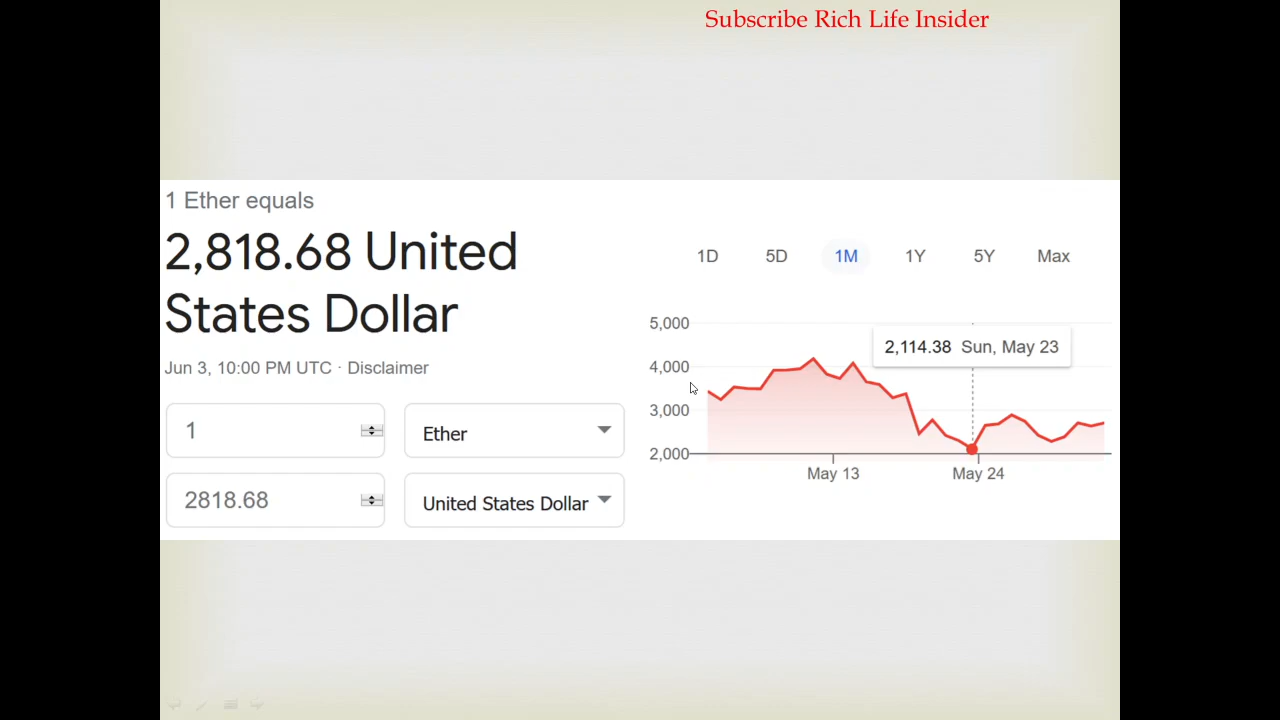 Subscribe Rich Life Insider
1 Ether equals
2,818.68 United
States Dollar
Jun 3, 10:00 PM UTC · Disclaimer
1
Ether
2818.68
United States Dollar
1D 5D 1M 1Y 5Y Max
5,000
4,000
3,000
2,000
2,114.38 Sun, May 23
May 13 May 24